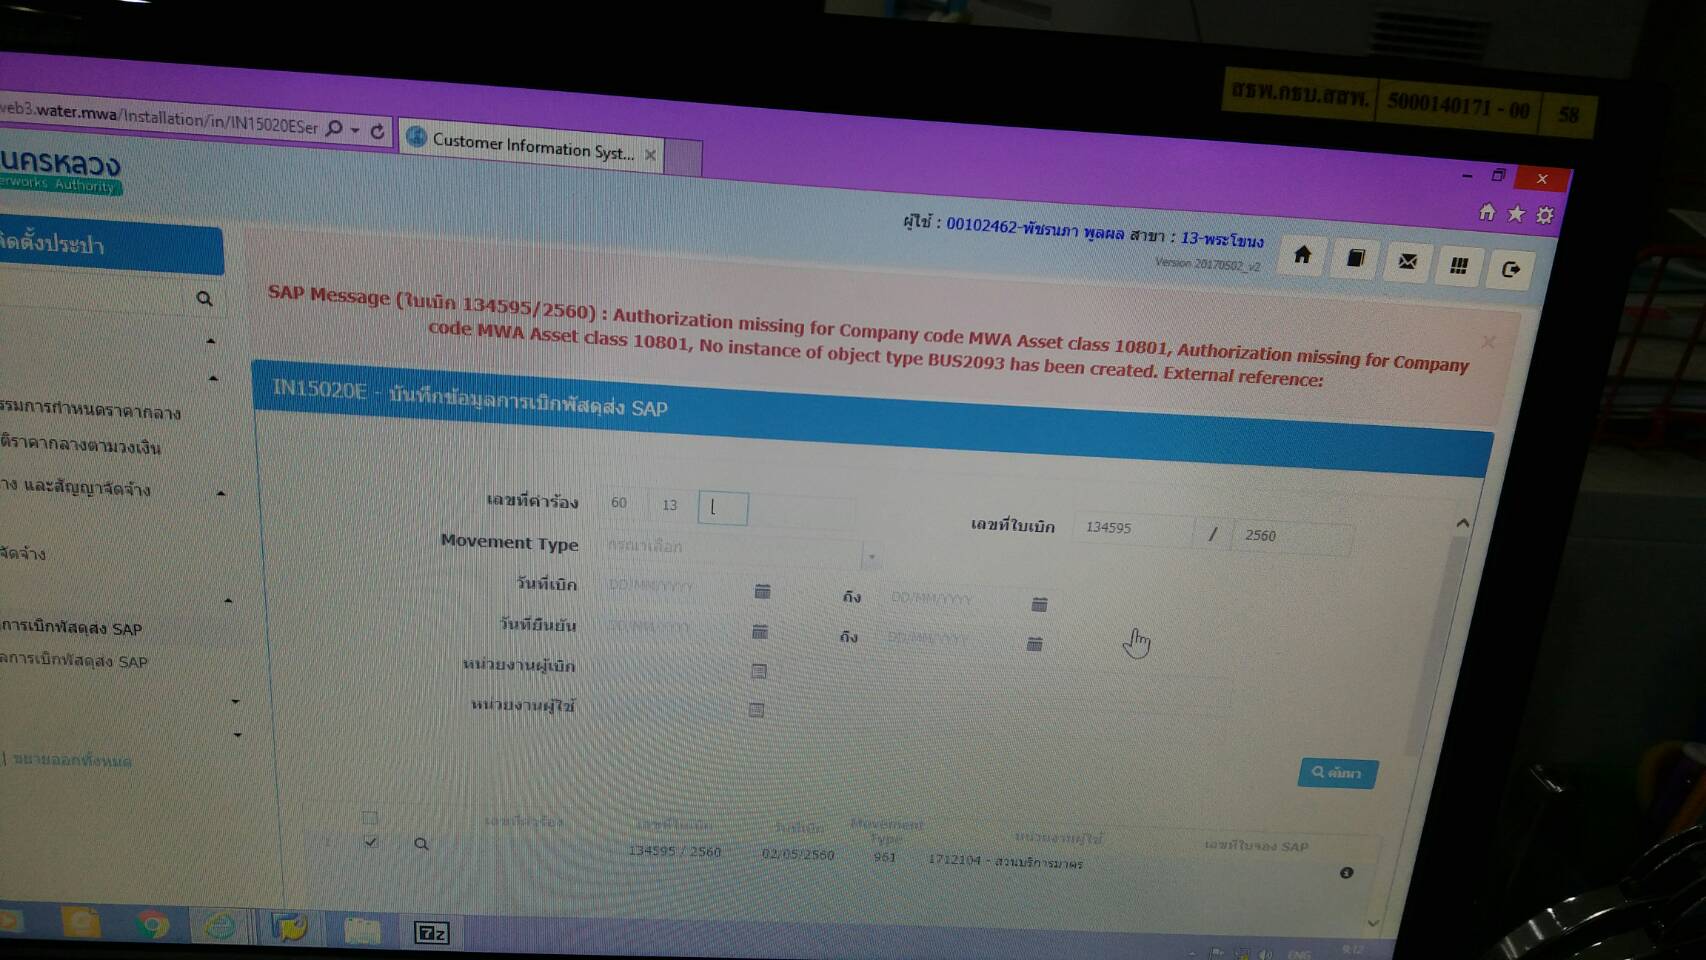 สธพ.กธบ.สสพ. 5000140171 - 00 58
web3.water.mwa/Installation/in/IN15020ESer
Customer Information Syst...
นครหลวง
erworks Authority
ผู้ใช้ : 00102462-พัชรนภา พูลผล สาขา : 13-พระโขนง
Version 20170502_v2
ติดตั้งประปา
SAP Message (ใบเบิก 134595/2560) : Authorization missing for Company code MWA Asset class 10801, Authorization missing for Company
code MWA Asset class 10801, No instance of object type BUS2093 has been created. External reference:
IN15020E - บันทึกข้อมูลการเบิกพัสดุส่ง SAP
รรมการกำหนดราคากลาง
ติราคากลางตามวงเงิน
าง และสัญญาจัดจ้าง
จัดจ้าง
การเบิกพัสดุส่ง SAP
ลการเบิกพัสดุส่ง SAP
| ขยายออกทั้งหมด
เลขที่คำร้อง 60 13
เลขที่ใบเบิก 134595 / 2560
Movement Type กรุณาเลือก
วันที่เบิก DD/MM/YYYY ถึง DD/MM/YYYY
วันที่ยืนยัน DD/MM/YYYY ถึง DD/MM/YYYY
หน่วยงานผู้เบิก
หน่วยงานผู้ใช้
ค้นหา
เลขที่คำร้อง เลขที่ใบเบิก วันที่เบิก Movement Type หน่วยงานผู้ใช้ เลขที่ใบจอง SAP
1 134595 / 2560 02/05/2560 961 1712104 - ส่วนบริการมาตร
7z
ENG 9:12